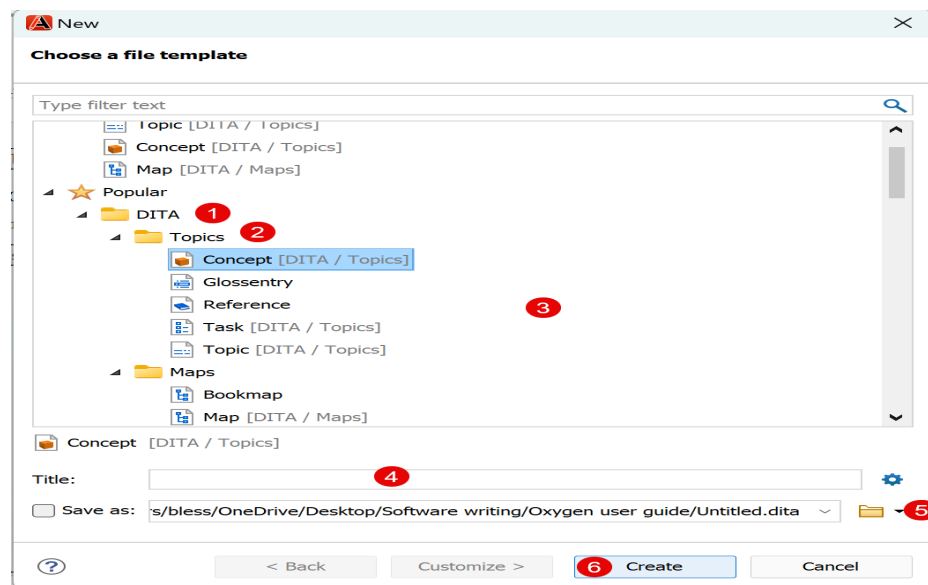 New
Choose a file template
Type filter text
Topic [DITA / Topics]
Concept [DITA / Topics]
Map [DITA / Maps]
Popular
DITA 1
Topics 2
Concept [DITA / Topics]
Glossentry
Reference 3
Task [DITA / Topics]
Topic [DITA / Topics]
Maps
Bookmap
Map [DITA / Maps]
Concept [DITA / Topics]
Title: 4
Save as: s/bless/OneDrive/Desktop/Software writing/Oxygen user guide/Untitled.dita 5
? < Back Customize > 6 Create Cancel